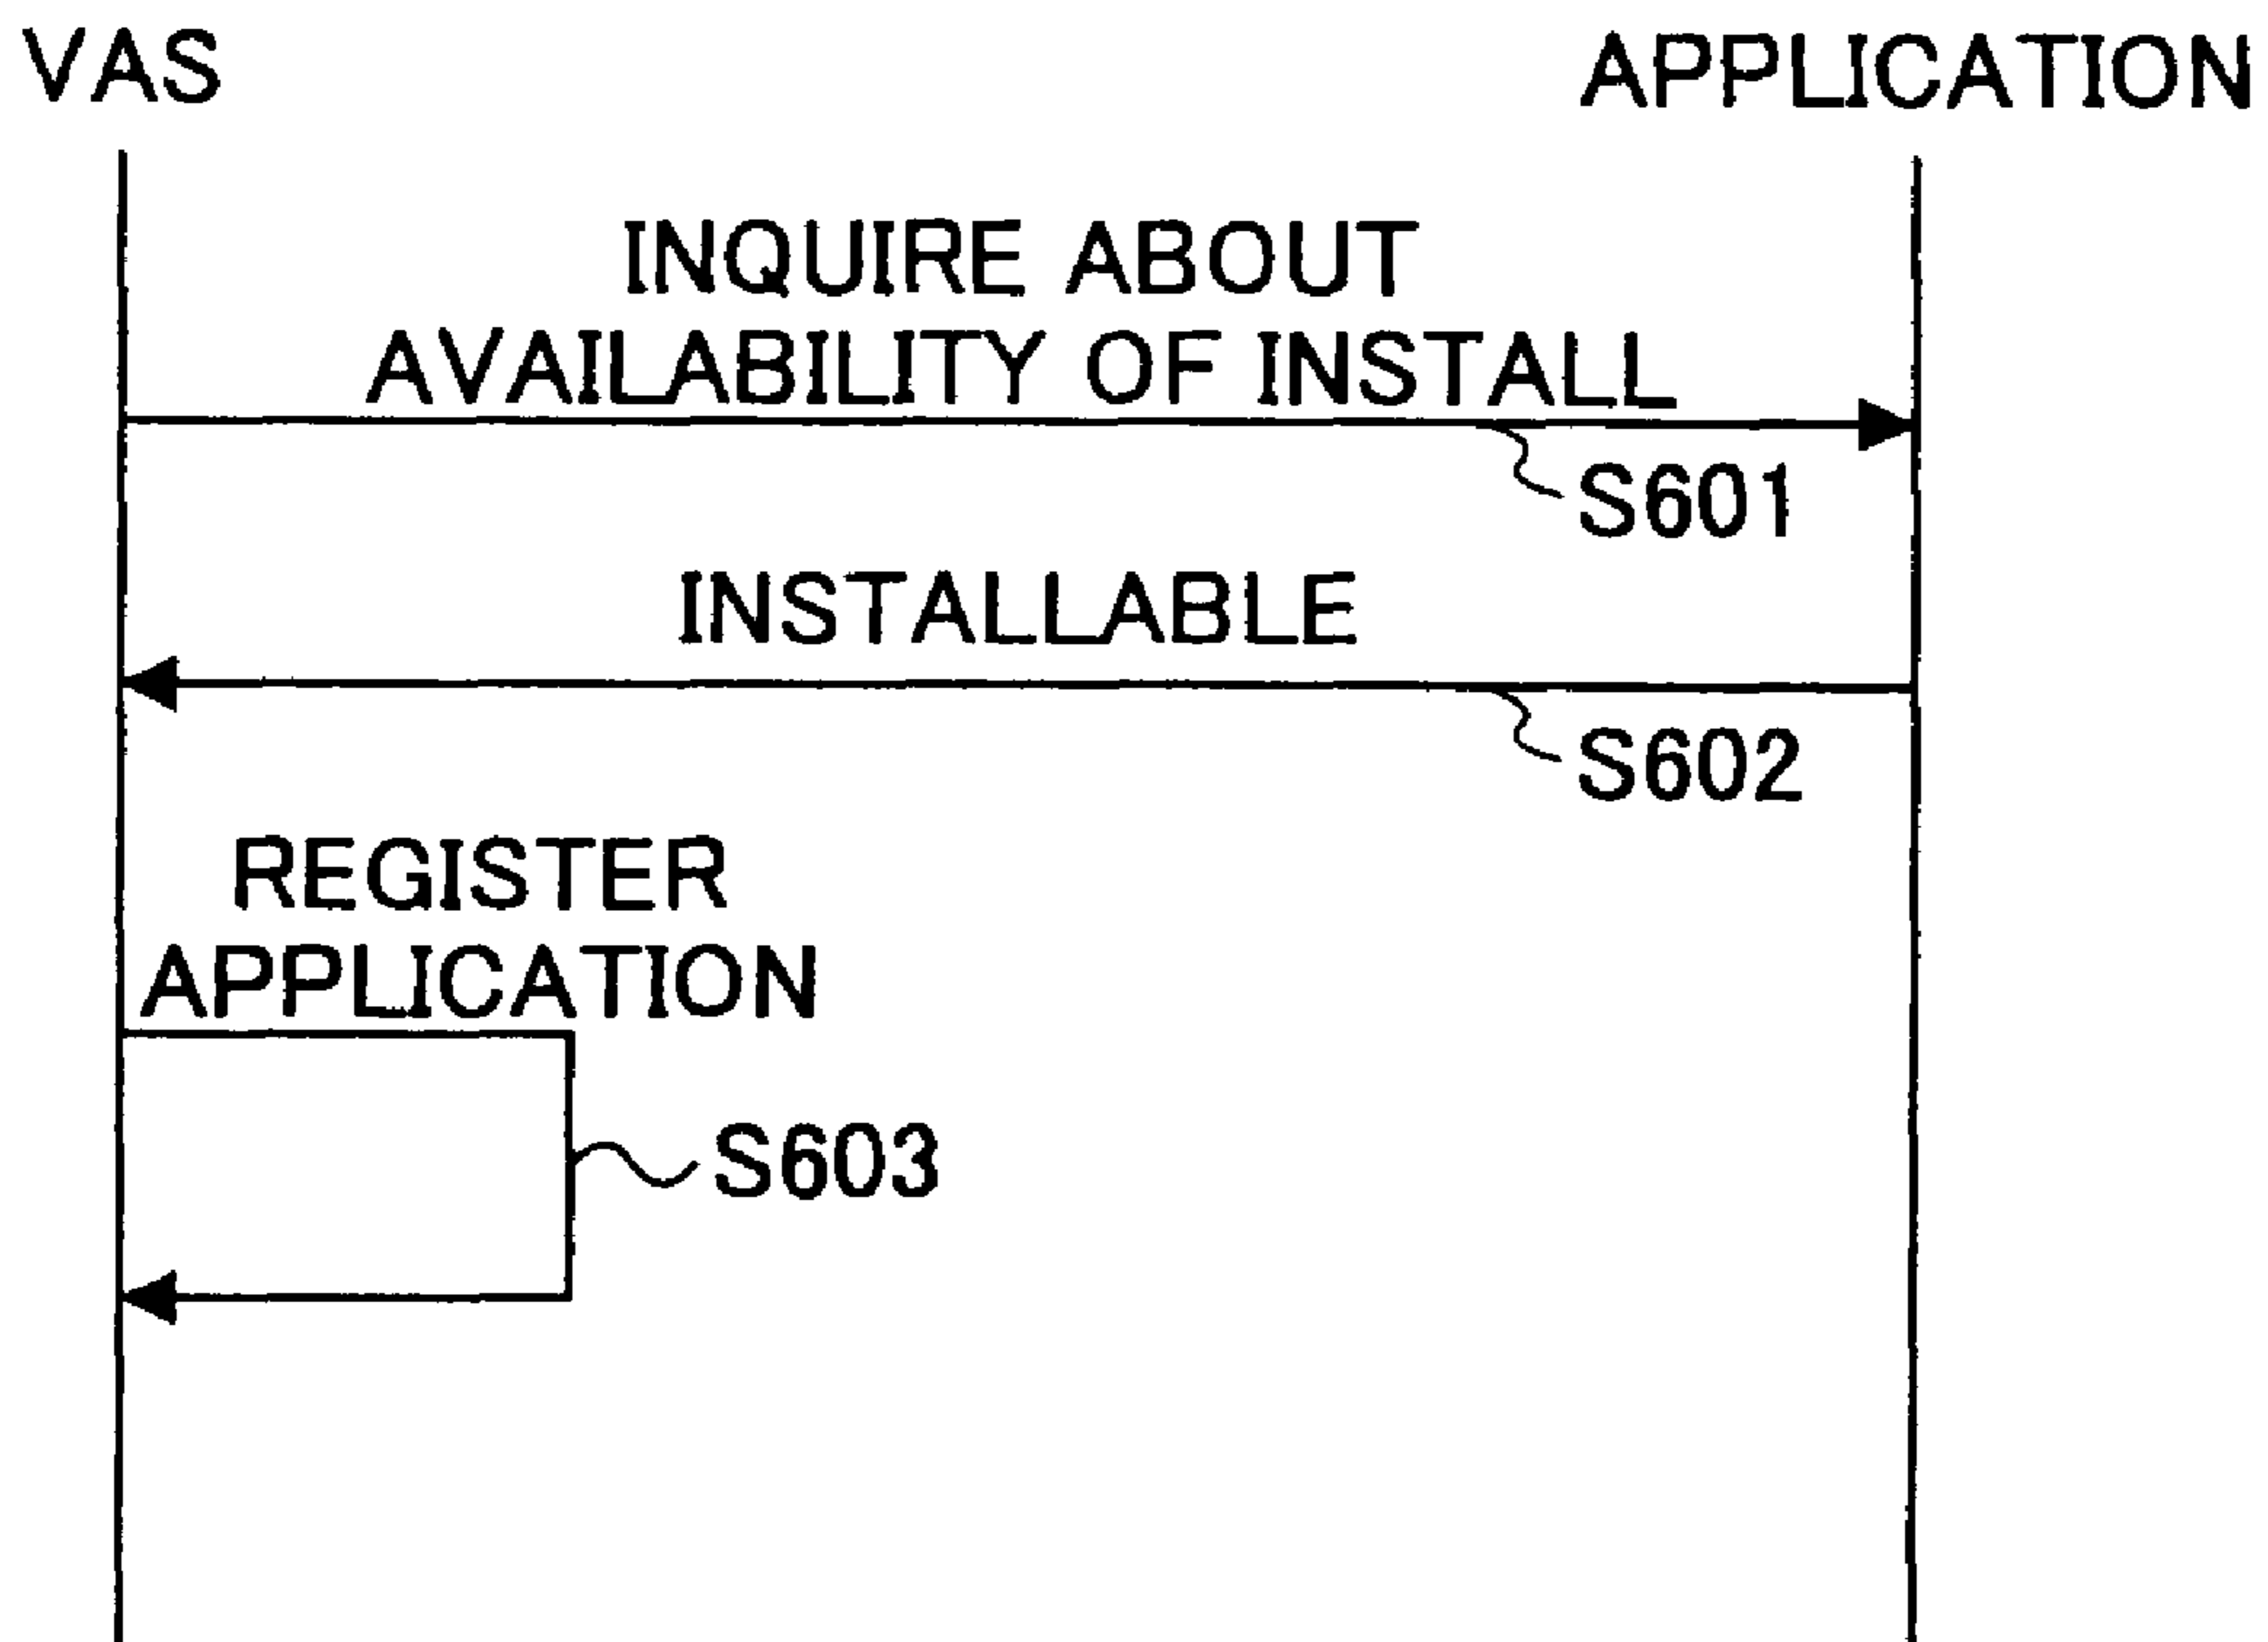 VAS
APPLICATION
INQUIRE ABOUT
AVAILABILITY OF INSTALL
S601
INSTALLABLE
S602
REGISTER
APPLICATION
S603